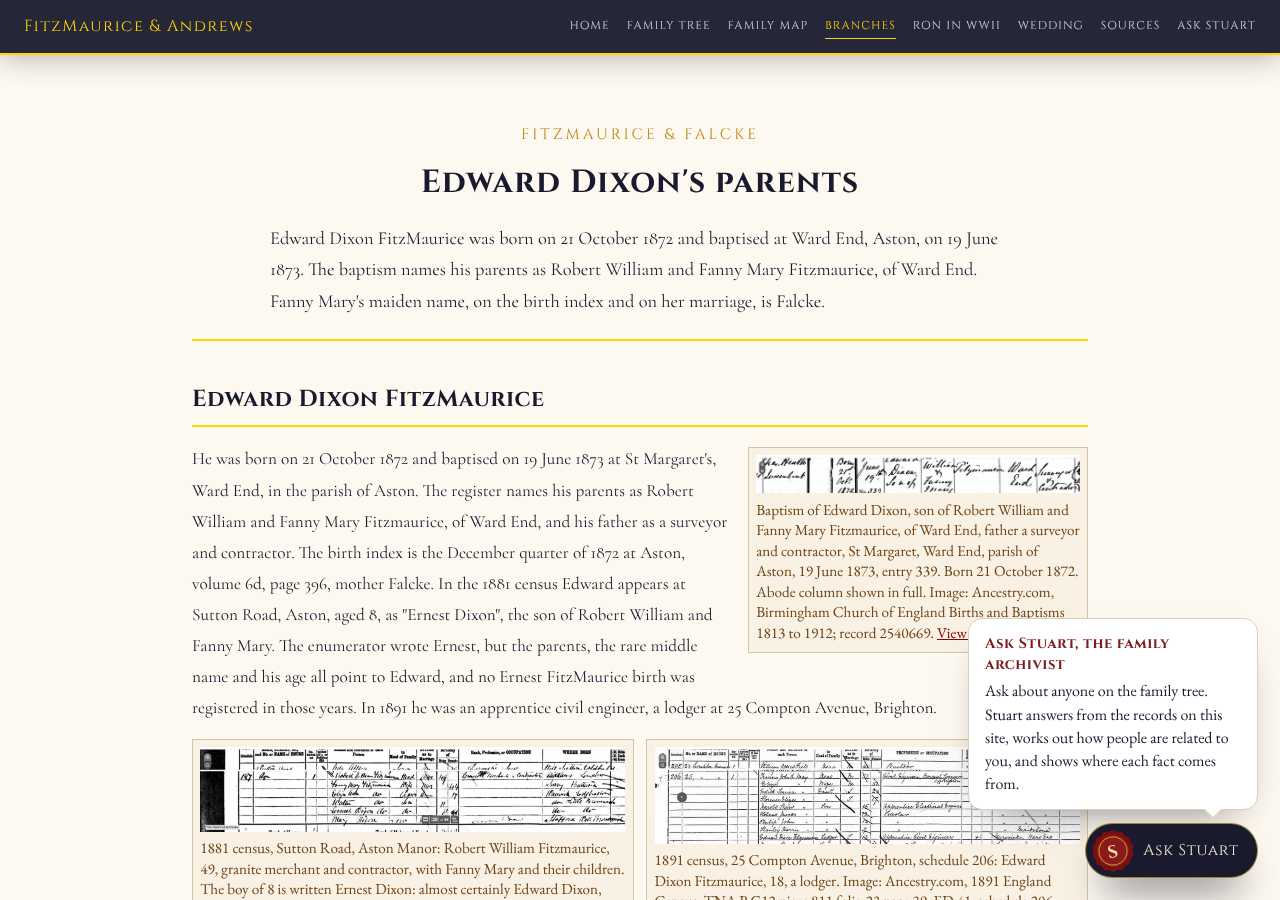 FitzMaurice & Andrews
HOME FAMILY TREE FAMILY MAP BRANCHES RON IN WWII WEDDING SOURCES ASK STUART
FITZMAURICE & FALCKE
Edward Dixon's parents
Edward Dixon FitzMaurice was born on 21 October 1872 and baptised at Ward End, Aston, on 19 June
1873. The baptism names his parents as Robert William and Fanny Mary Fitzmaurice, of Ward End.
Fanny Mary's maiden name, on the birth index and on her marriage, is Falcke.
Edward Dixon FitzMaurice
He was born on 21 October 1872 and baptised on 19 June 1873 at St Margaret's,
Ward End, in the parish of Aston. The register names his parents as Robert
William and Fanny Mary Fitzmaurice, of Ward End, and his father as a surveyor
and contractor. The birth index is the December quarter of 1872 at Aston,
volume 6d, page 396, mother Falcke. In the 1881 census Edward appears at
Sutton Road, Aston, aged 8, as "Ernest Dixon", the son of Robert William and
Fanny Mary. The enumerator wrote Ernest, but the parents, the rare middle
name and his age all point to Edward, and no Ernest FitzMaurice birth was
registered in those years. In 1891 he was an apprentice civil engineer, a lodger at 25 Compton Avenue, Brighton.
Baptism of Edward Dixon, son of Robert William and
Fanny Mary Fitzmaurice, of Ward End, father a surveyor
and contractor, St Margaret, Ward End, parish of
Aston, 19 June 1873, entry 339. Born 21 October 1872.
Abode column shown in full. Image: Ancestry.com,
Birmingham Church of England Births and Baptisms
1813 to 1912; record 2540669. View
1881 census, Sutton Road, Aston Manor: Robert William Fitzmaurice,
49, granite merchant and contractor, with Fanny Mary and their children.
The boy of 8 is written Ernest Dixon: almost certainly Edward Dixon,
1891 census, 25 Compton Avenue, Brighton, schedule 206: Edward
Dixon Fitzmaurice, 18, a lodger. Image: Ancestry.com, 1891 England
Ask Stuart, the family
archivist
Ask about anyone on the family tree.
Stuart answers from the records on this
site, works out how people are related to
you, and shows where each fact comes
from.
S Ask Stuart